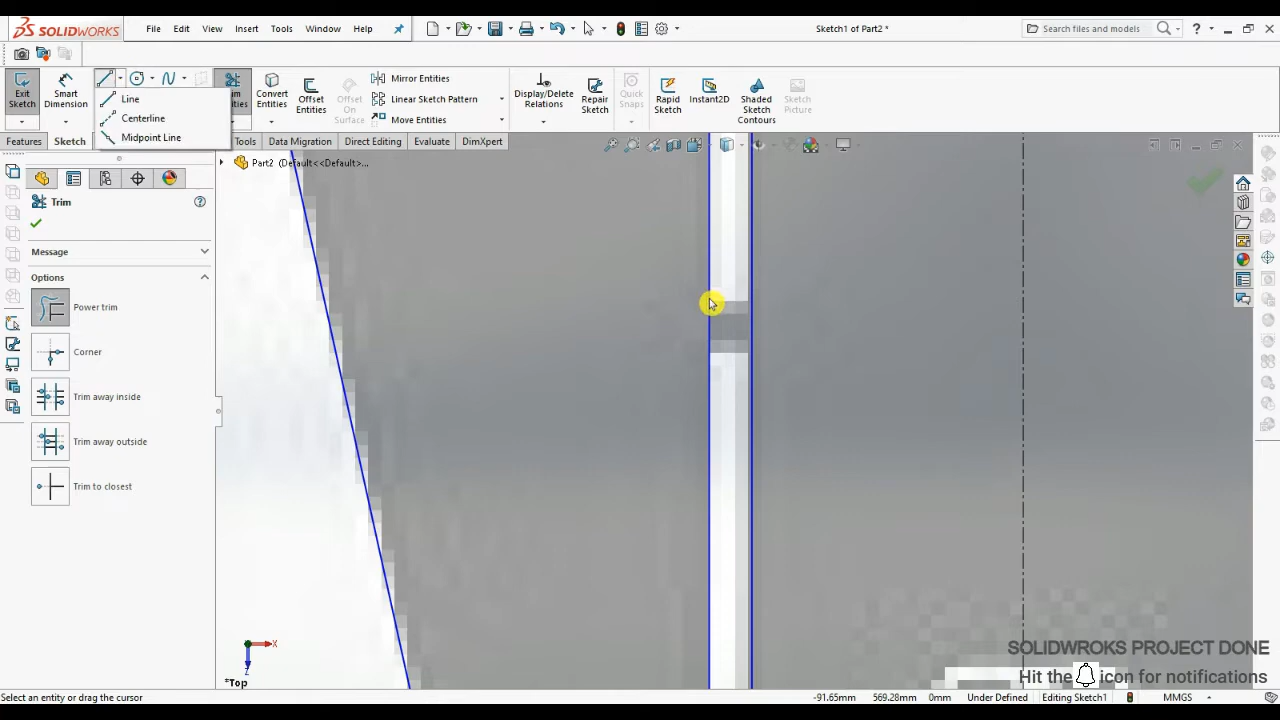 SOLIDWORKS
File
Edit
View
Insert
Tools
Window
Help
Sketch1 of Part2 *
Search files and models
Exit Sketch
Smart Dimension
Line
Centerline
Midpoint Line
Convert Entities
Offset Entities
Offset On Surface
Mirror Entities
Linear Sketch Pattern
Move Entities
Display/Delete Relations
Repair Sketch
Quick Snaps
Rapid Sketch
Instant2D
Shaded Sketch Contours
Sketch Picture
Features
Sketch
Tools
Data Migration
Direct Editing
Evaluate
DimXpert
Part2 (Default<<Default>...
Trim
Message
Options
Power trim
Corner
Trim away inside
Trim away outside
Trim to closest
X
Z
*Top
SOLIDWROKS PROJECT DONE
Hit the icon for notifications
Select an entity or drag the cursor
-91.65mm
569.28mm
0mm
Under Defined
Editing Sketch1
MMGS